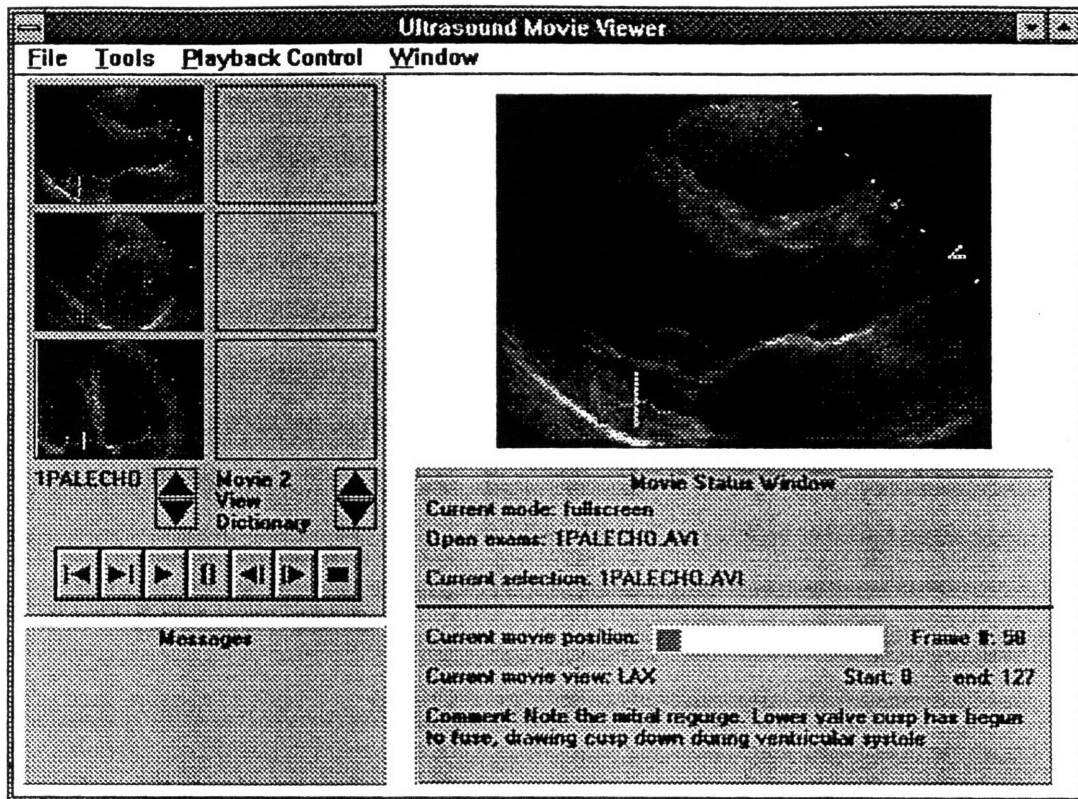 Ultrasound Movie Viewer
File Tools Playback Control Window
1PALECHO
Movie 2
View
Dictionary
Messages
Movie Status Window
Current mode: fullscreen
Open exams: 1PALECHO.AVI
Current selection: 1PALECHO.AVI
Current movie position: Frame #: 58
Current movie view: LAX Start: 0 end: 127
Comment: Note the mitral regurge. Lower valve cusp has begun
to fuse, drawing cusp down during ventricular systole